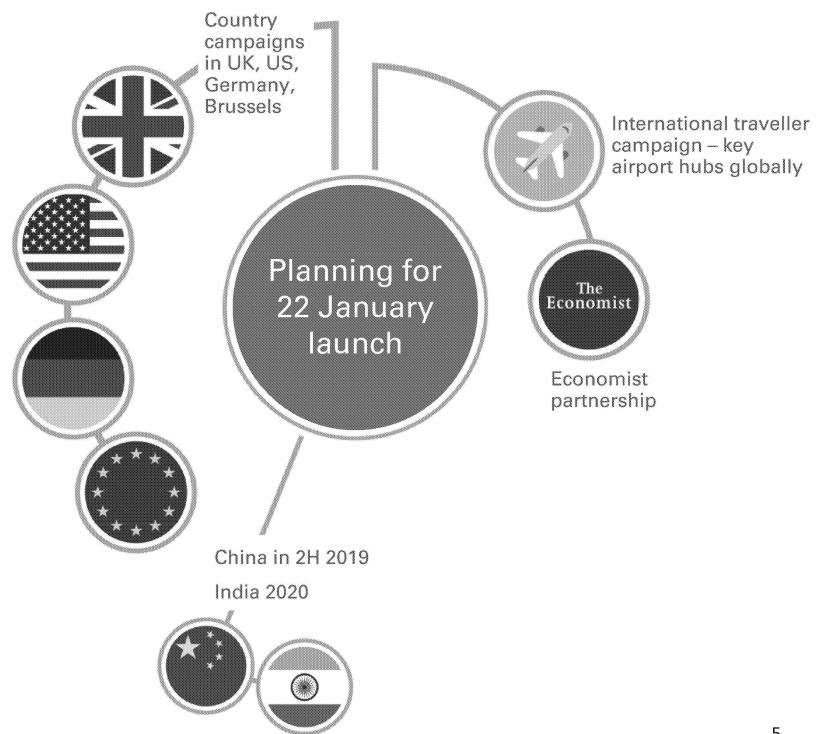 Country
campaigns
in UK, US,
Germany,
Brussels
International traveller
campaign – key
airport hubs globally
Planning for
22 January
launch
The
Economist
Economist
partnership
China in 2H 2019
India 2020
5